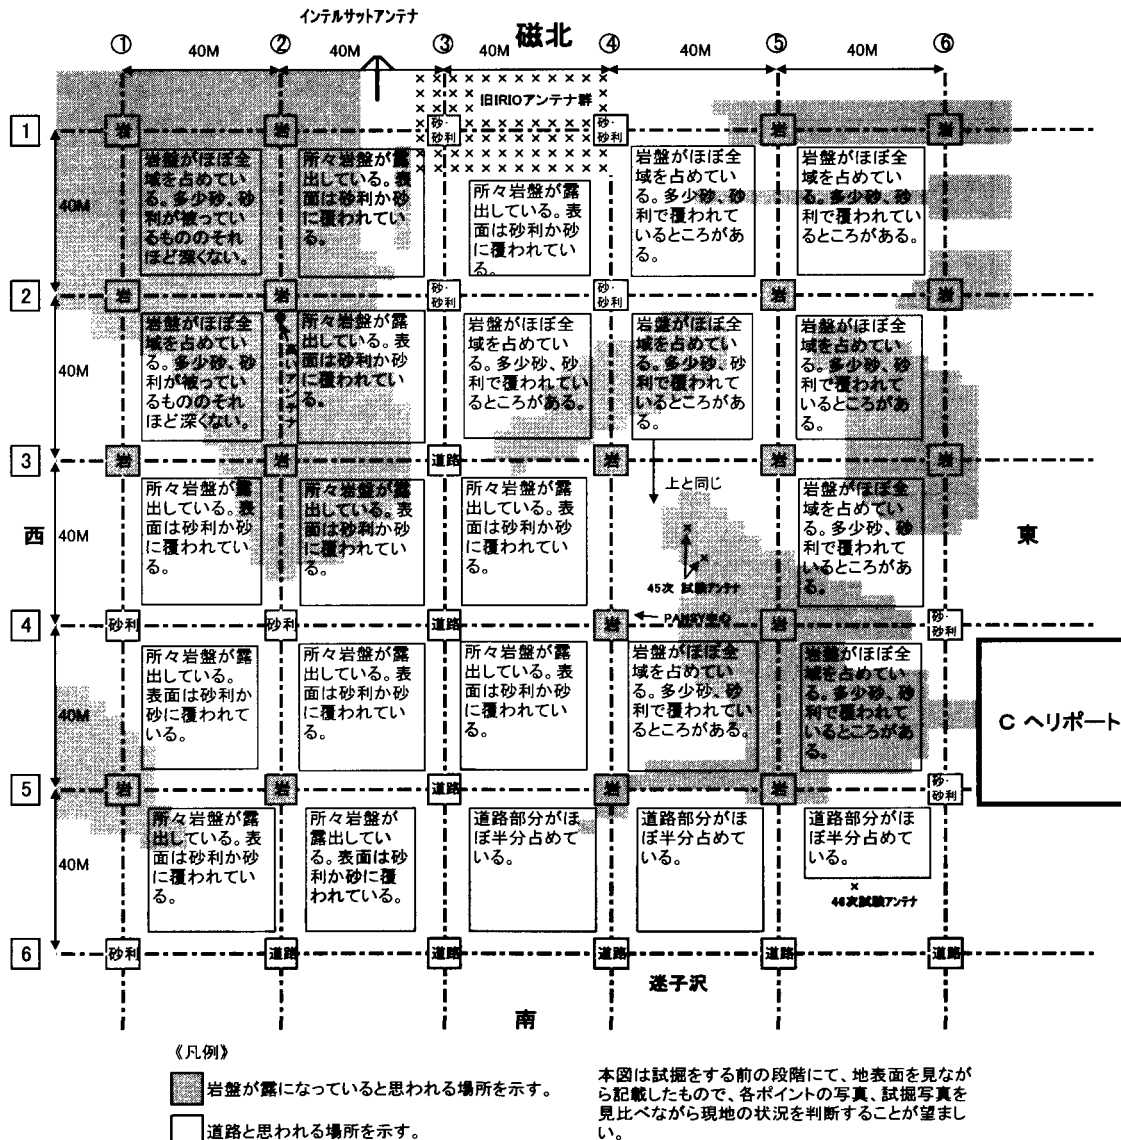 インテルサットアンテナ
磁北
① 40M ② 40M ③ 40M ④ 40M ⑤ 40M ⑥
旧IRIOアンテナ群
1 岩 岩 砂・砂利 砂・砂利 岩 岩
40M
岩盤がほぼ全
域を占めてい
る。多少砂、砂
利が被ってい
るもののそれ
ほど深くない。
所々岩盤が露
出している。表
面は砂利か砂
に覆われてい
る。
所々岩盤が露
出している。表
面は砂利か砂
に覆われてい
る。
岩盤がほぼ全
域を占めてい
る。多少砂、砂
利で覆われて
いるところがあ
る。
岩盤がほぼ全
域を占めてい
る。多少砂、砂
利で覆われて
いるところがある。
2 岩 岩 砂・砂利 砂・砂利 岩 岩
40M
岩盤がほぼ全
域を占めてい
る。多少砂、砂
利が被ってい
るもののそれ
ほど深くない。
高いアンテナ
所々岩盤が露
出している。表
面は砂利か砂
に覆われてい
る。
岩盤がほぼ全
域を占めてい
る。多少砂、砂
利で覆われてい
るところがある。
岩盤がほぼ全
域を占めてい
る。多少砂、砂
利で覆われて
いるところがあ
る。
岩盤がほぼ全
域を占めてい
る。多少砂、砂
利で覆われて
いるところがあ
る。
3 岩 岩 道路 岩 岩 岩
西
40M
所々岩盤が露
出している。表
面は砂利か砂
に覆われてい
る。
所々岩盤が露
出している。表
面は砂利か砂
に覆われてい
る。
所々岩盤が露
出している。表
面は砂利か砂
に覆われてい
る。
上と同じ
45次 試験アンテナ
岩盤がほぼ全
域を占めてい
る。多少砂、砂
利で覆われて
いるところがあ
る。
東
4 砂利 砂利 道路 岩 岩 砂・砂利
PANSY中心
40M
所々岩盤が露
出している。
表面は砂利か
砂に覆われて
いる。
所々岩盤が露
出している。表
面は砂利か砂
に覆われてい
る。
所々岩盤が露
出している。表
面は砂利か砂
に覆われてい
る。
岩盤がほぼ全
域を占めてい
る。多少砂、砂
利で覆われてい
るところがある。
岩盤がほぼ全
域を占めてい
る。多少砂、砂
利で覆われて
いるところがあ
る。
C ヘリポート
5 岩 岩 道路 岩 岩 砂・砂利
40M
所々岩盤が露
出している。表
面は砂利か砂
に覆われてい
る。
所々岩盤が
露出してい
る。表面は砂
利か砂に覆
われている。
道路部分がほ
ぼ半分占めて
いる。
道路部分がほ
ぼ半分占めて
いる。
道路部分がほ
ぼ半分占めて
いる。
46次試験アンテナ
6 砂利 道路 道路 道路 道路 道路
迷子沢
南
《凡例》
岩盤が露になっていると思われる場所を示す。
道路と思われる場所を示す。
本図は試掘をする前の段階にて、地表面を見なが
ら記載したもので、各ポイントの写真、試掘写真を
見比べながら現地の状況を判断することが望まし
い。